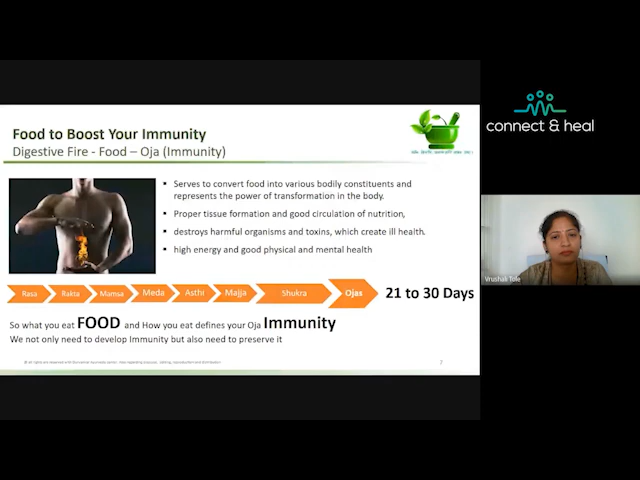 Food to Boost Your Immunity
Digestive Fire - Food – Oja (Immunity)
▪ Serves to convert food into various bodily constituents and
represents the power of transformation in the body.
▪ Proper tissue formation and good circulation of nutrition,
▪ destroys harmful organisms and toxins, which create ill health.
▪ high energy and good physical and mental health
Rasa Rakta Mamsa Meda Asthi Majja Shukra Ojas 21 to 30 Days
So what you eat FOOD and How you eat defines your Oja Immunity
We not only need to develop Immunity but also need to preserve it
7
connect & heal
Vrushali Tole